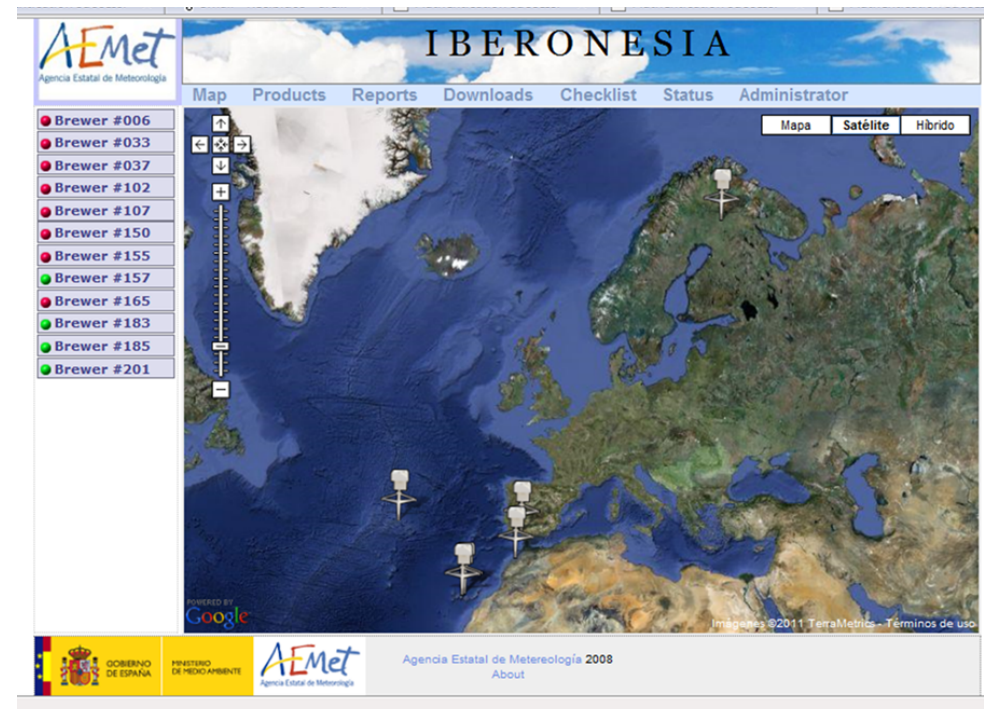 AEMet
Agencia Estatal de Meteorología
IBERONESIA
Map Products Reports Downloads Checklist Status Administrator
Brewer #006
Brewer #033
Brewer #037
Brewer #102
Brewer #107
Brewer #150
Brewer #155
Brewer #157
Brewer #165
Brewer #183
Brewer #185
Brewer #201
Mapa Satélite Híbrido
POWERED BY
Google
Imágenes ©2011 TerraMetrics - Términos de uso
GOBIERNO
DE ESPAÑA
MINISTERIO
DE MEDIO AMBIENTE
AEMet
Agencia Estatal de Meteorología
Agencia Estatal de Metereología 2008
About